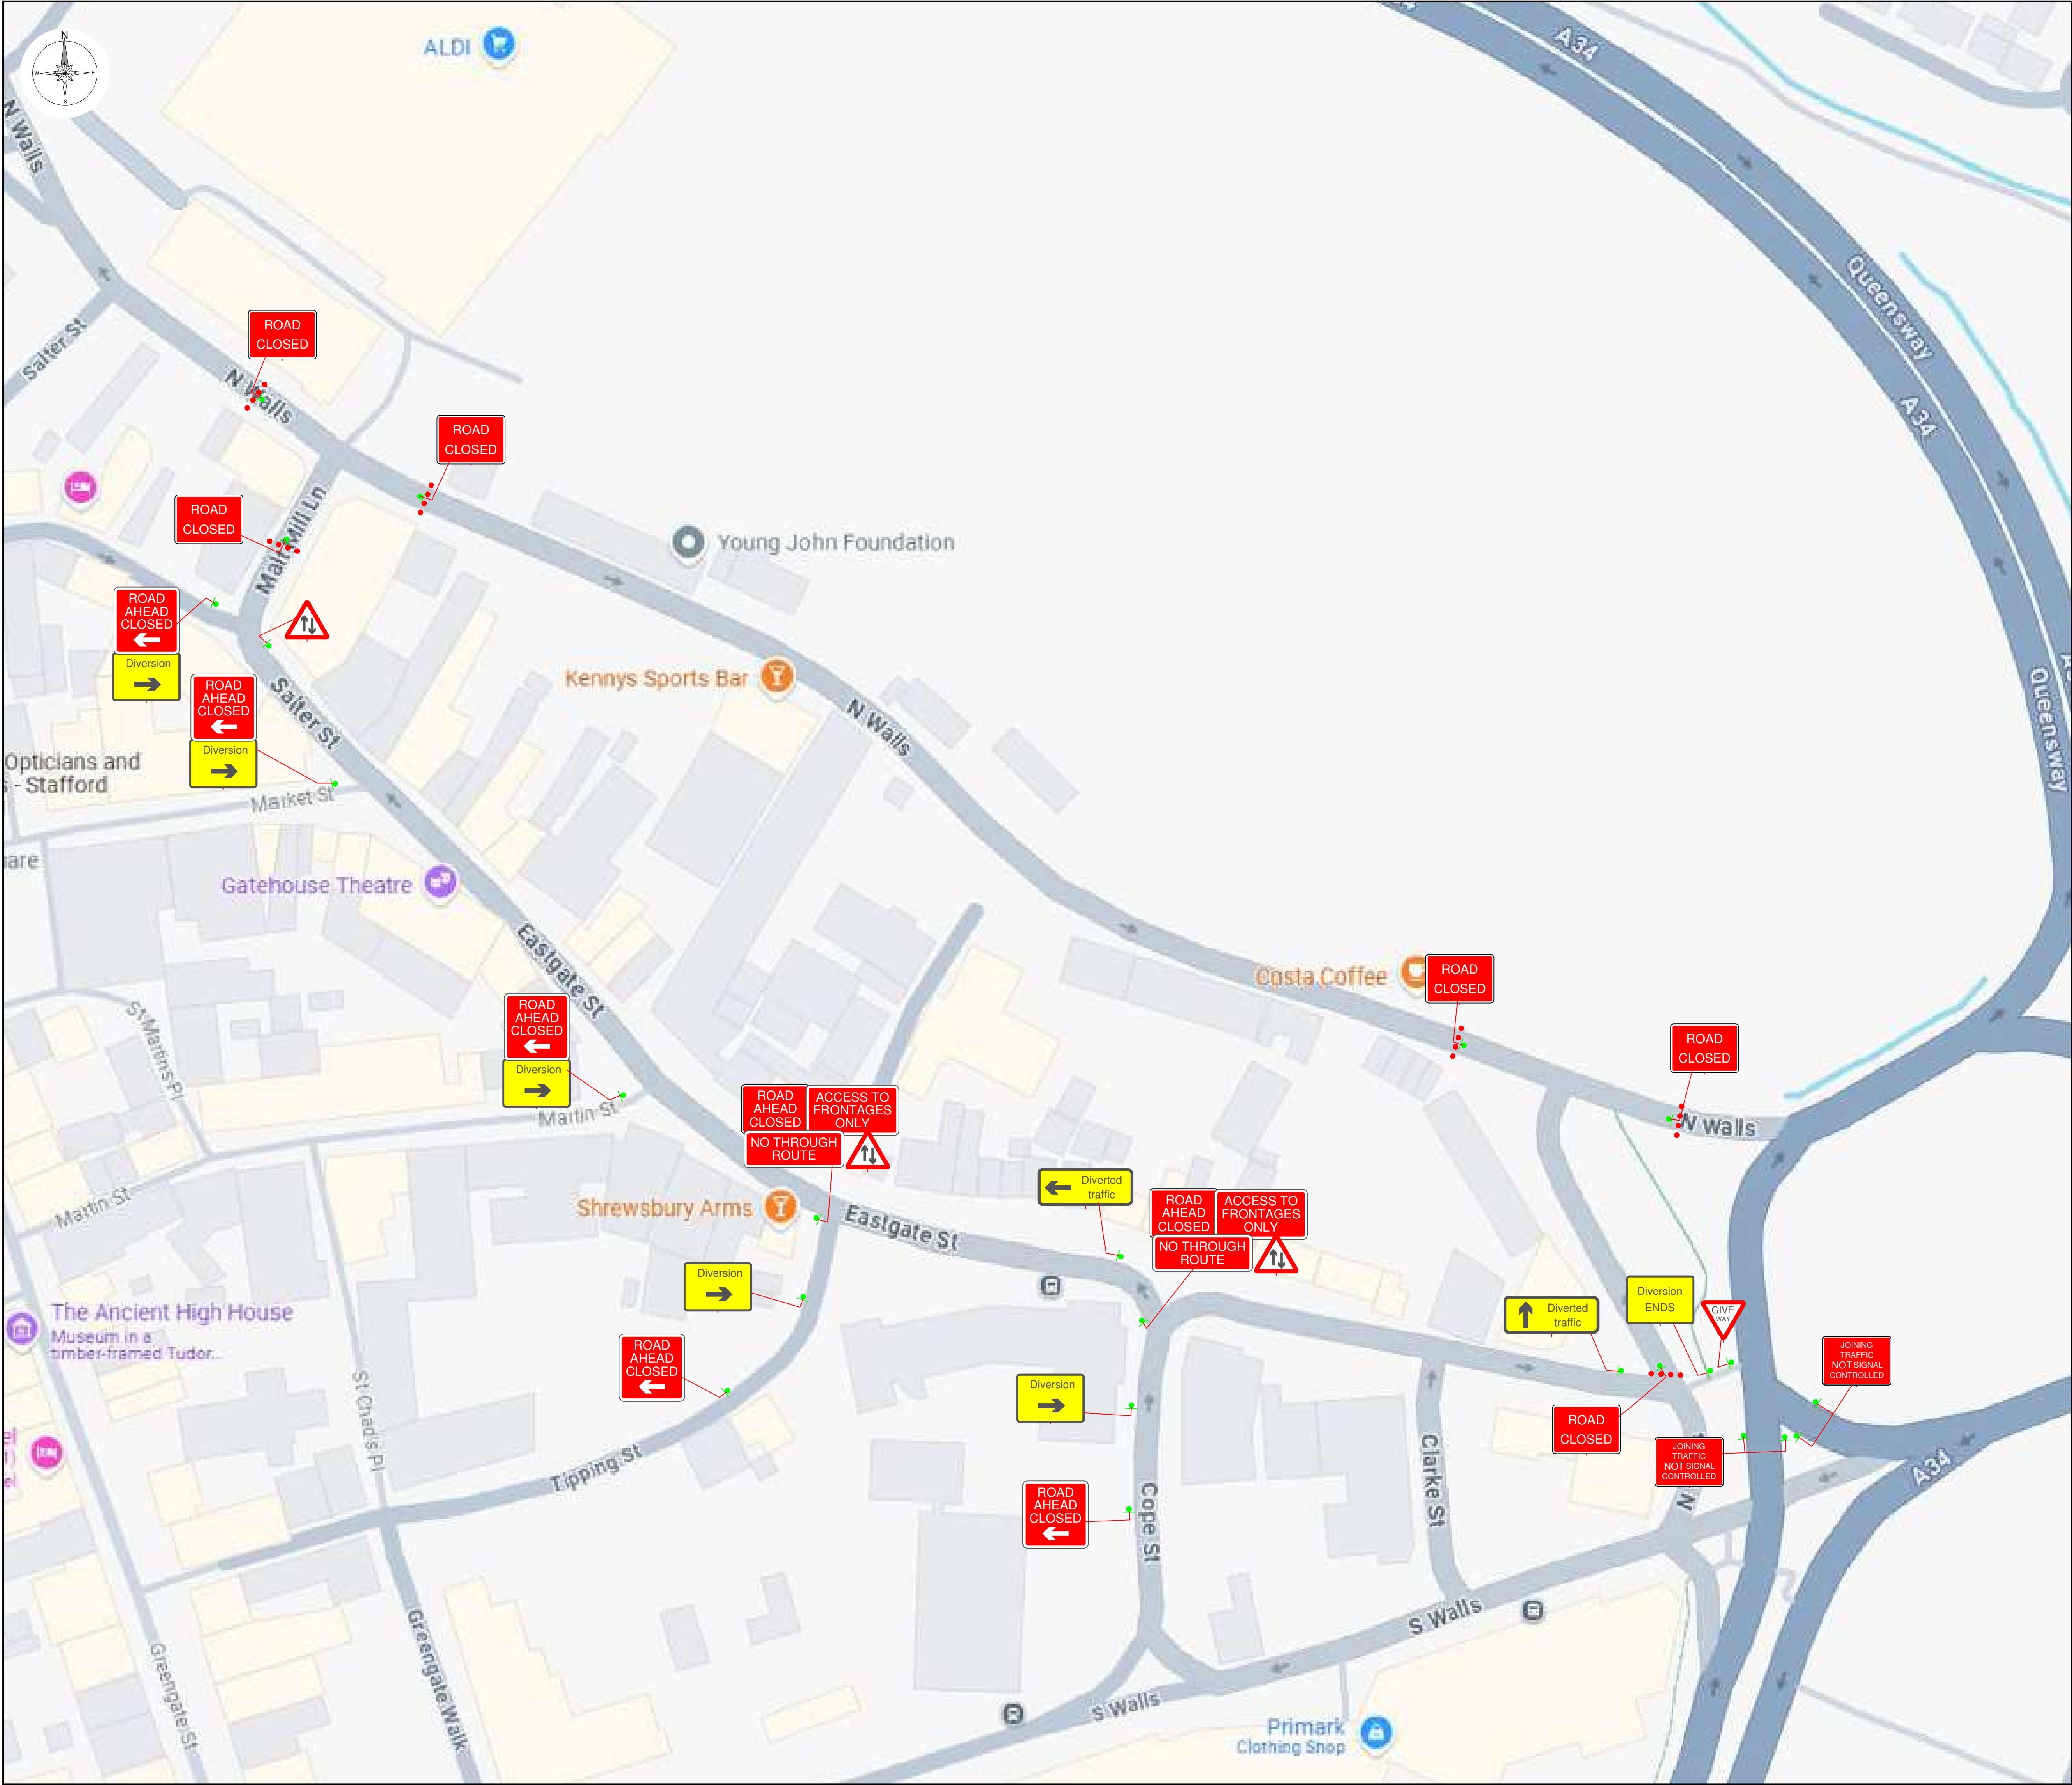 N
W
E
S
ALDI
A34
N Walls
Queensway
A34
Salter St
ROAD
CLOSED
N Walls
ROAD
CLOSED
ROAD
CLOSED
Malt Mill Ln
Young John Foundation
ROAD
AHEAD
CLOSED
Diversion
ROAD
AHEAD
CLOSED
Diversion
Salter St
Kennys Sports Bar
N Walls
Queensway
Opticians and
- Stafford
Market St
Gatehouse Theatre
Eastgate St
Costa Coffee
ROAD
CLOSED
ROAD
CLOSED
N Walls
St Martins Pl
ROAD
AHEAD
CLOSED
Diversion
Martin St
ROAD
AHEAD
CLOSED
ACCESS TO
FRONTAGES
ONLY
NO THROUGH
ROUTE
Martin St
Shrewsbury Arms
Eastgate St
Diverted
traffic
ROAD
AHEAD
CLOSED
ACCESS TO
FRONTAGES
ONLY
NO THROUGH
ROUTE
Diversion
Diverted
traffic
Diversion
ENDS
GIVE
WAY
The Ancient High House
Museum in a
timber-framed Tudor...
ROAD
AHEAD
CLOSED
JOINING
TRAFFIC
NOT SIGNAL
CONTROLLED
St Chad's Pl
Diversion
ROAD
CLOSED
JOINING
TRAFFIC
NOT SIGNAL
CONTROLLED
Tipping St
Clarke St
A34
N
ROAD
AHEAD
CLOSED
Cope St
S Walls
Greengate St
Greengate Walk
S Walls
Primark
Clothing Shop